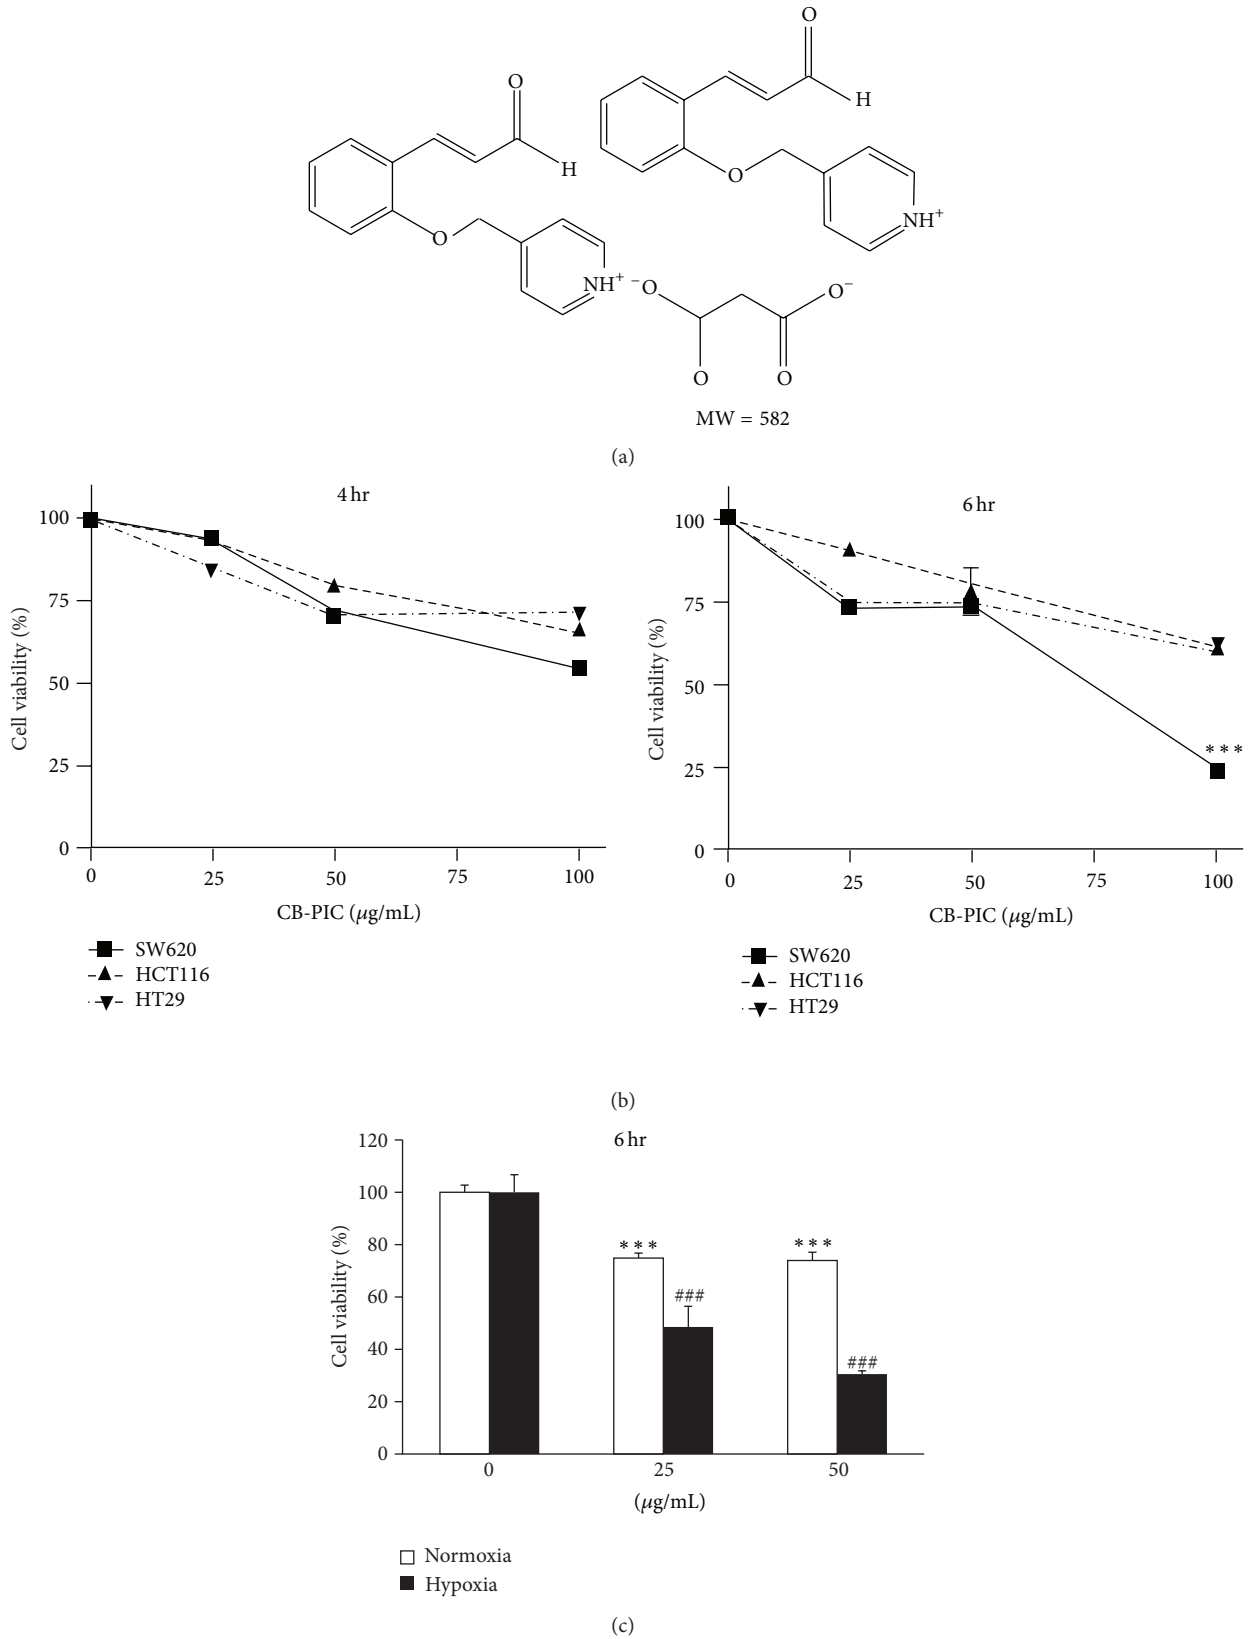 O
H
O
NH+
O
H
O
NH+
−O
O−
O
O
MW = 582
(a)
4 hr
100
75
50
25
0
Cell viability (%)
0 25 50 75 100
CB-PIC (μg/mL)
SW620
HCT116
HT29
6 hr
100
75
50
25
0
Cell viability (%)
***
0 25 50 75 100
CB-PIC (μg/mL)
SW620
HCT116
HT29
(b)
6 hr
120
100
80
60
40
20
0
Cell viability (%)
***
###
***
###
0 25 50
(μg/mL)
Normoxia
Hypoxia
(c)